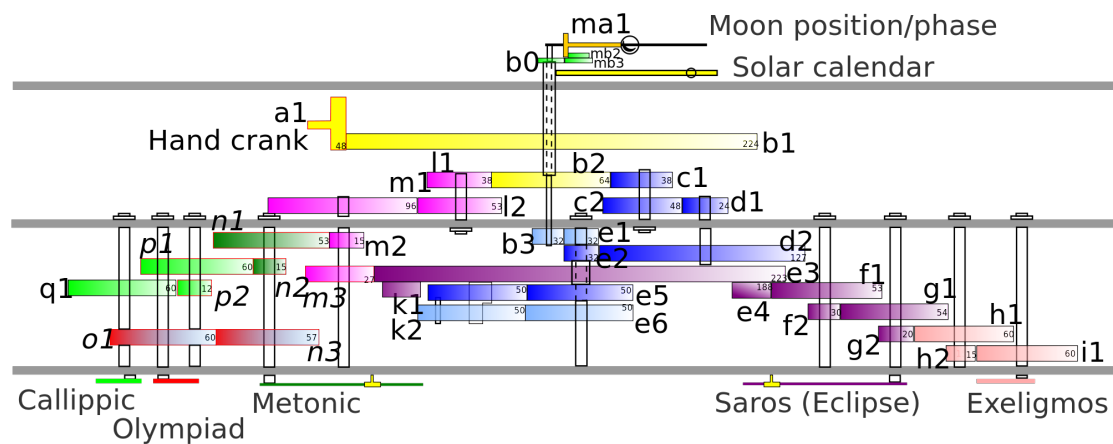 ma1
Moon position/phase
mb2
b0
mb3
Solar calendar
a1
Hand crank
48
224
b1
l1
38
b2
64
38
c1
m1
96
53
l2
c2
48
24
d1
n1
53
15
m2
b3
32
32
e1
p1
60
15
n2
32
e2
d2
127
m3
27
223
e3
q1
60
12
p2
k1
50
50
e5
188
e4
53
f1
k2
50
50
e6
f2
30
54
g1
o1
60
57
n3
g2
20
60
h1
h2
15
60
i1
Callippic
Olympiad
Metonic
Saros (Eclipse)
Exeligmos